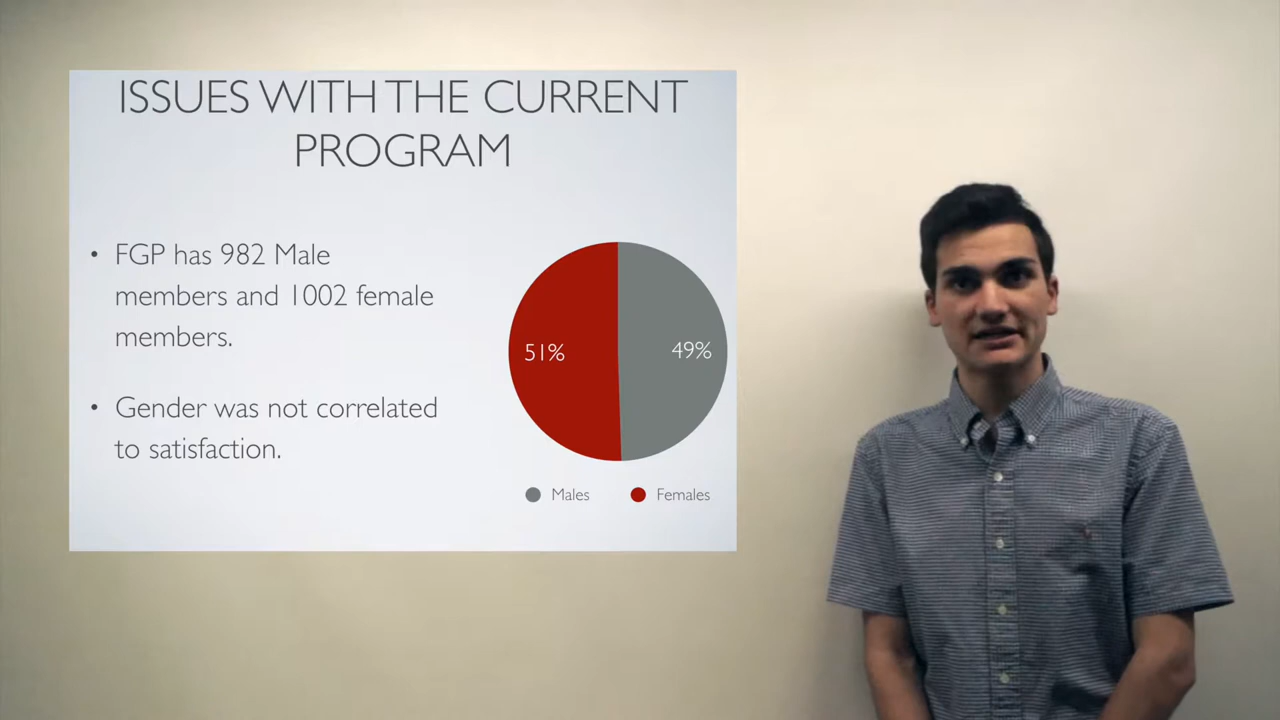 ISSUES WITH THE CURRENT
PROGRAM
• FGP has 982 Male
members and 1002 female
members.
• Gender was not correlated
to satisfaction.
51%
49%
Males
Females